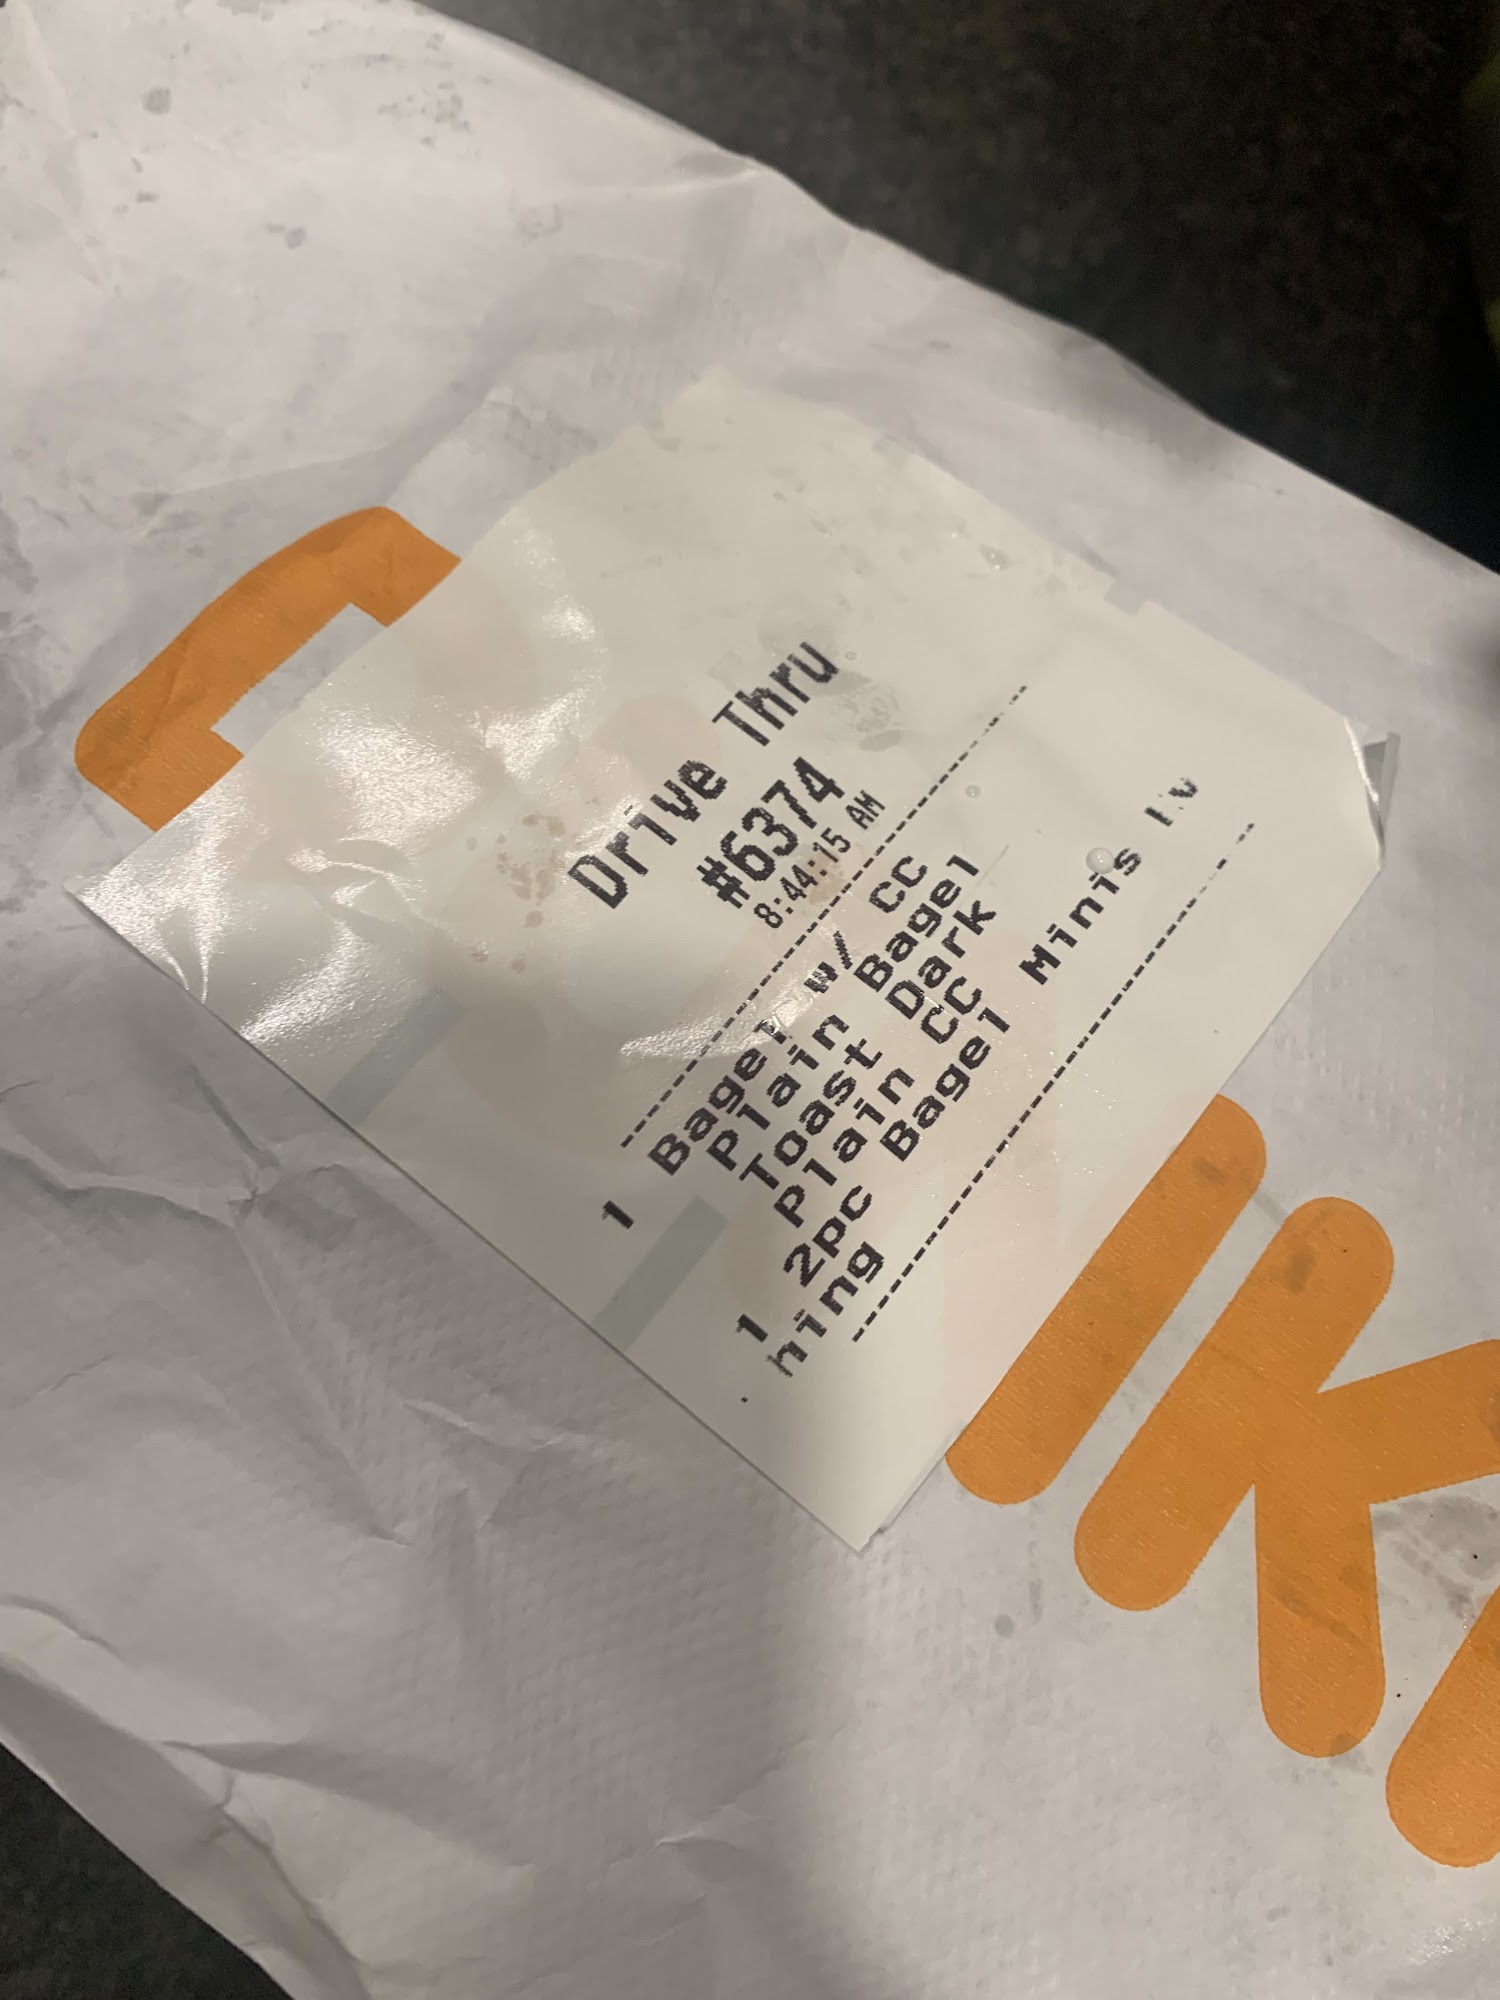 Drive Thru
#6374
8:44:15 AM
1 Bagel w/ CC
Plain Bagel
Toast Dark
Plain CC
1 2pc Bagel Minis
hing